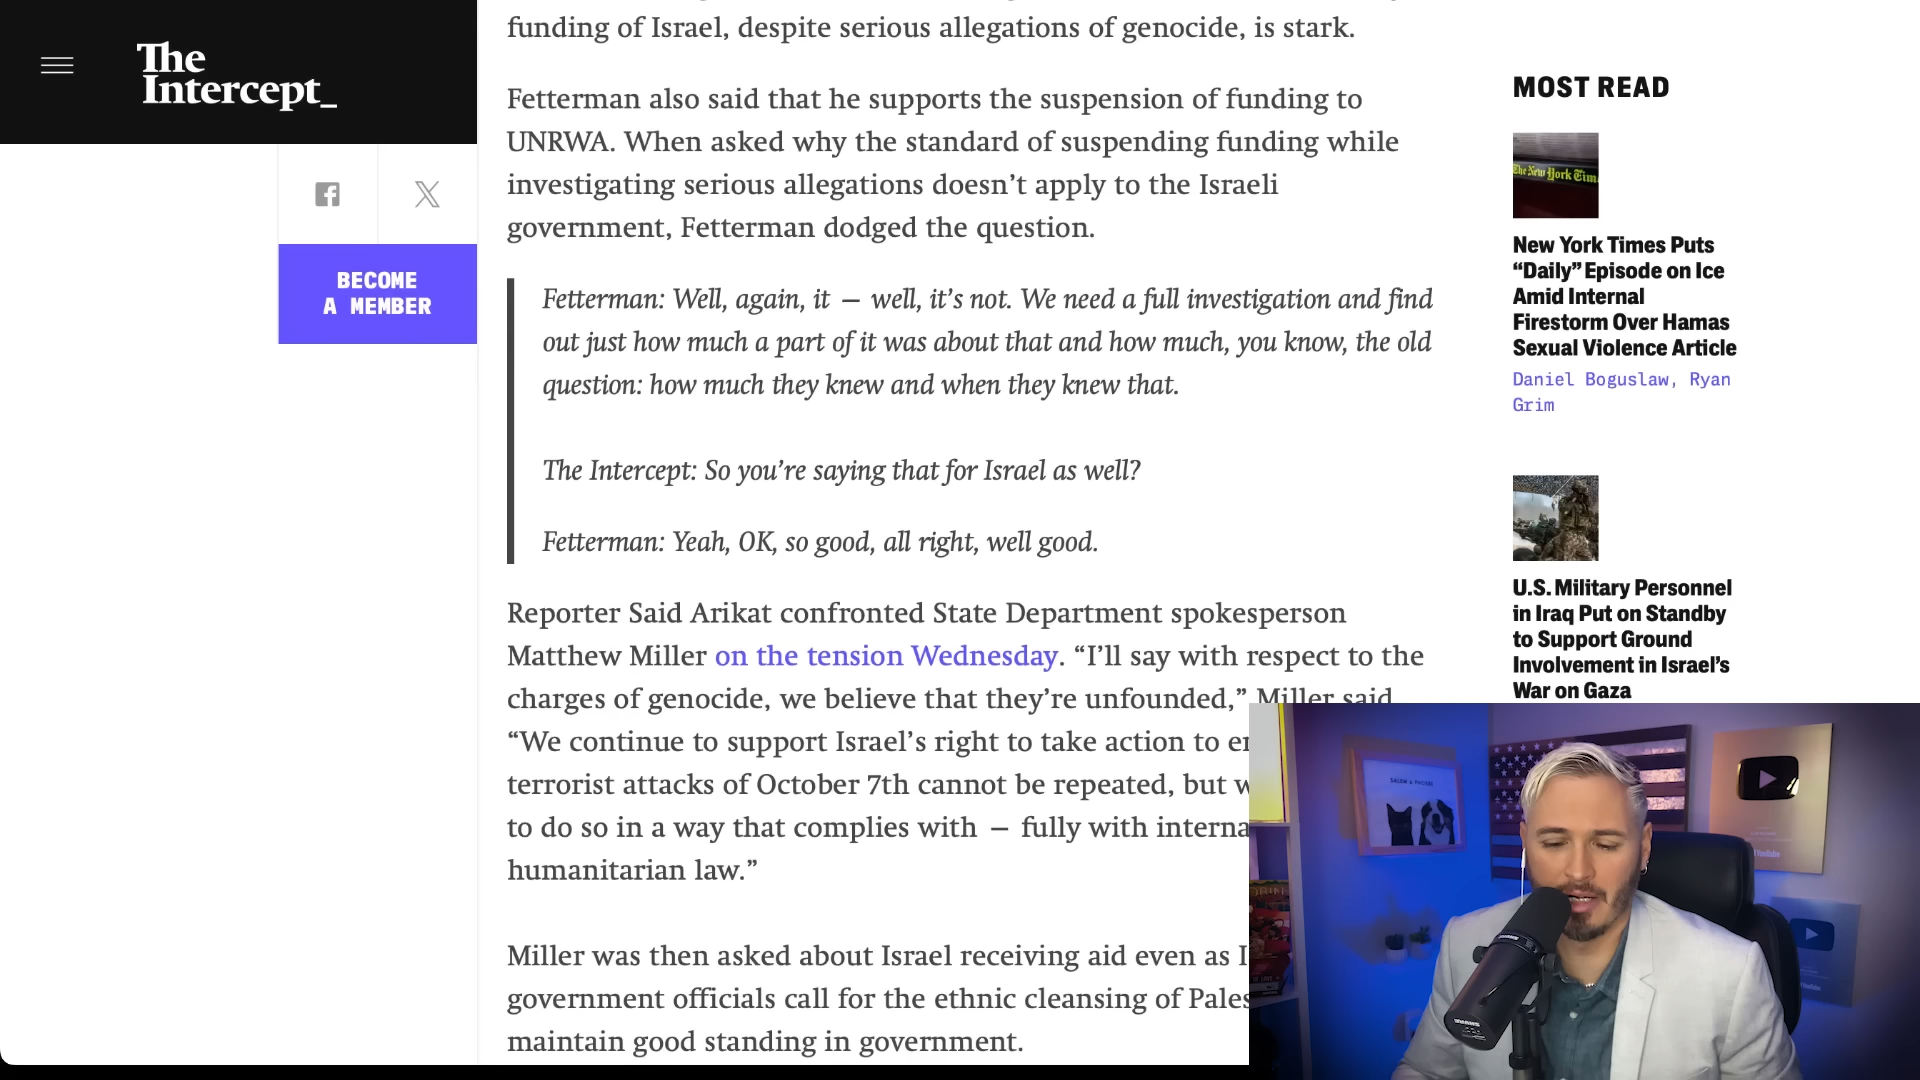 The
Intercept_
BECOME
A MEMBER
funding of Israel, despite serious allegations of genocide, is stark.
Fetterman also said that he supports the suspension of funding to
UNRWA. When asked why the standard of suspending funding while
investigating serious allegations doesn’t apply to the Israeli
government, Fetterman dodged the question.
Fetterman: Well, again, it — well, it’s not. We need a full investigation and find
out just how much a part of it was about that and how much, you know, the old
question: how much they knew and when they knew that.
The Intercept: So you’re saying that for Israel as well?
Fetterman: Yeah, OK, so good, all right, well good.
Reporter Said Arikat confronted State Department spokesperson
Matthew Miller on the tension Wednesday. “I’ll say with respect to the
charges of genocide, we believe that they’re unfounded,” Miller said.
“We continue to support Israel’s right to take action to
terrorist attacks of October 7th cannot be repeated, but
to do so in a way that complies with — fully with
humanitarian law.”
Miller was then asked about Israel receiving aid even as
government officials call for the ethnic cleansing of
maintain good standing in government.
MOST READ
The New York Tim
New York Times Puts
“Daily” Episode on Ice
Amid Internal
Firestorm Over Hamas
Sexual Violence Article
Daniel Boguslaw, Ryan
Grim
U.S. Military Personnel
in Iraq Put on Standby
to Support Ground
Involvement in Israel’s
War on Gaza